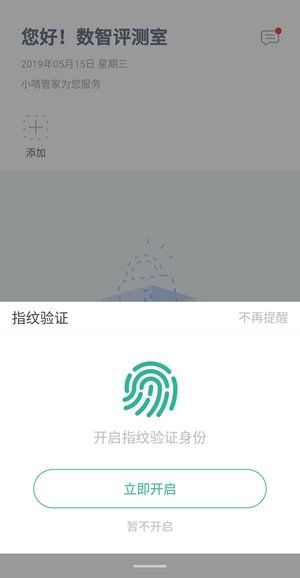 您好！数智评测室
2019年05月15日 星期三
小嘀管家为您服务
添加
指纹验证 不再提醒
开启指纹验证身份
立即开启
暂不开启